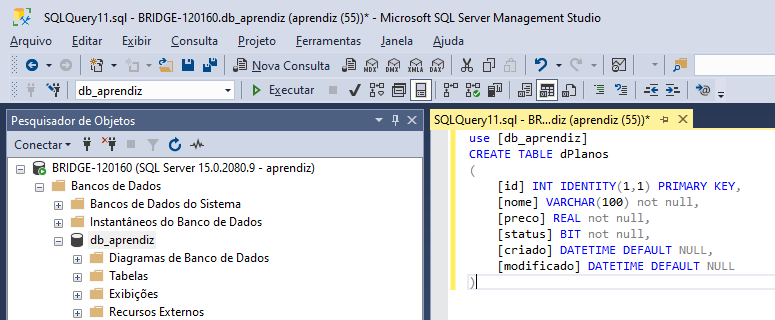 SQLQuery11.sql - BRIDGE-120160.db_aprendiz (aprendiz (55))* - Microsoft SQL Server Management Studio
Arquivo Editar Exibir Consulta Projeto Ferramentas Janela Ajuda
Nova Consulta MDX DMX XMLA DAX
db_aprendiz Executar
Pesquisador de Objetos
Conectar
BRIDGE-120160 (SQL Server 15.0.2080.9 - aprendiz)
Bancos de Dados
Bancos de Dados do Sistema
Instantâneos do Banco de Dados
db_aprendiz
Diagramas de Banco de Dados
Tabelas
Exibições
Recursos Externos
SQLQuery11.sql - BR...diz (aprendiz (55))*
use [db_aprendiz]
CREATE TABLE dPlanos
(
[id] INT IDENTITY(1,1) PRIMARY KEY,
[nome] VARCHAR(100) not null,
[preco] REAL not null,
[status] BIT not null,
[criado] DATETIME DEFAULT NULL,
[modificado] DATETIME DEFAULT NULL
)